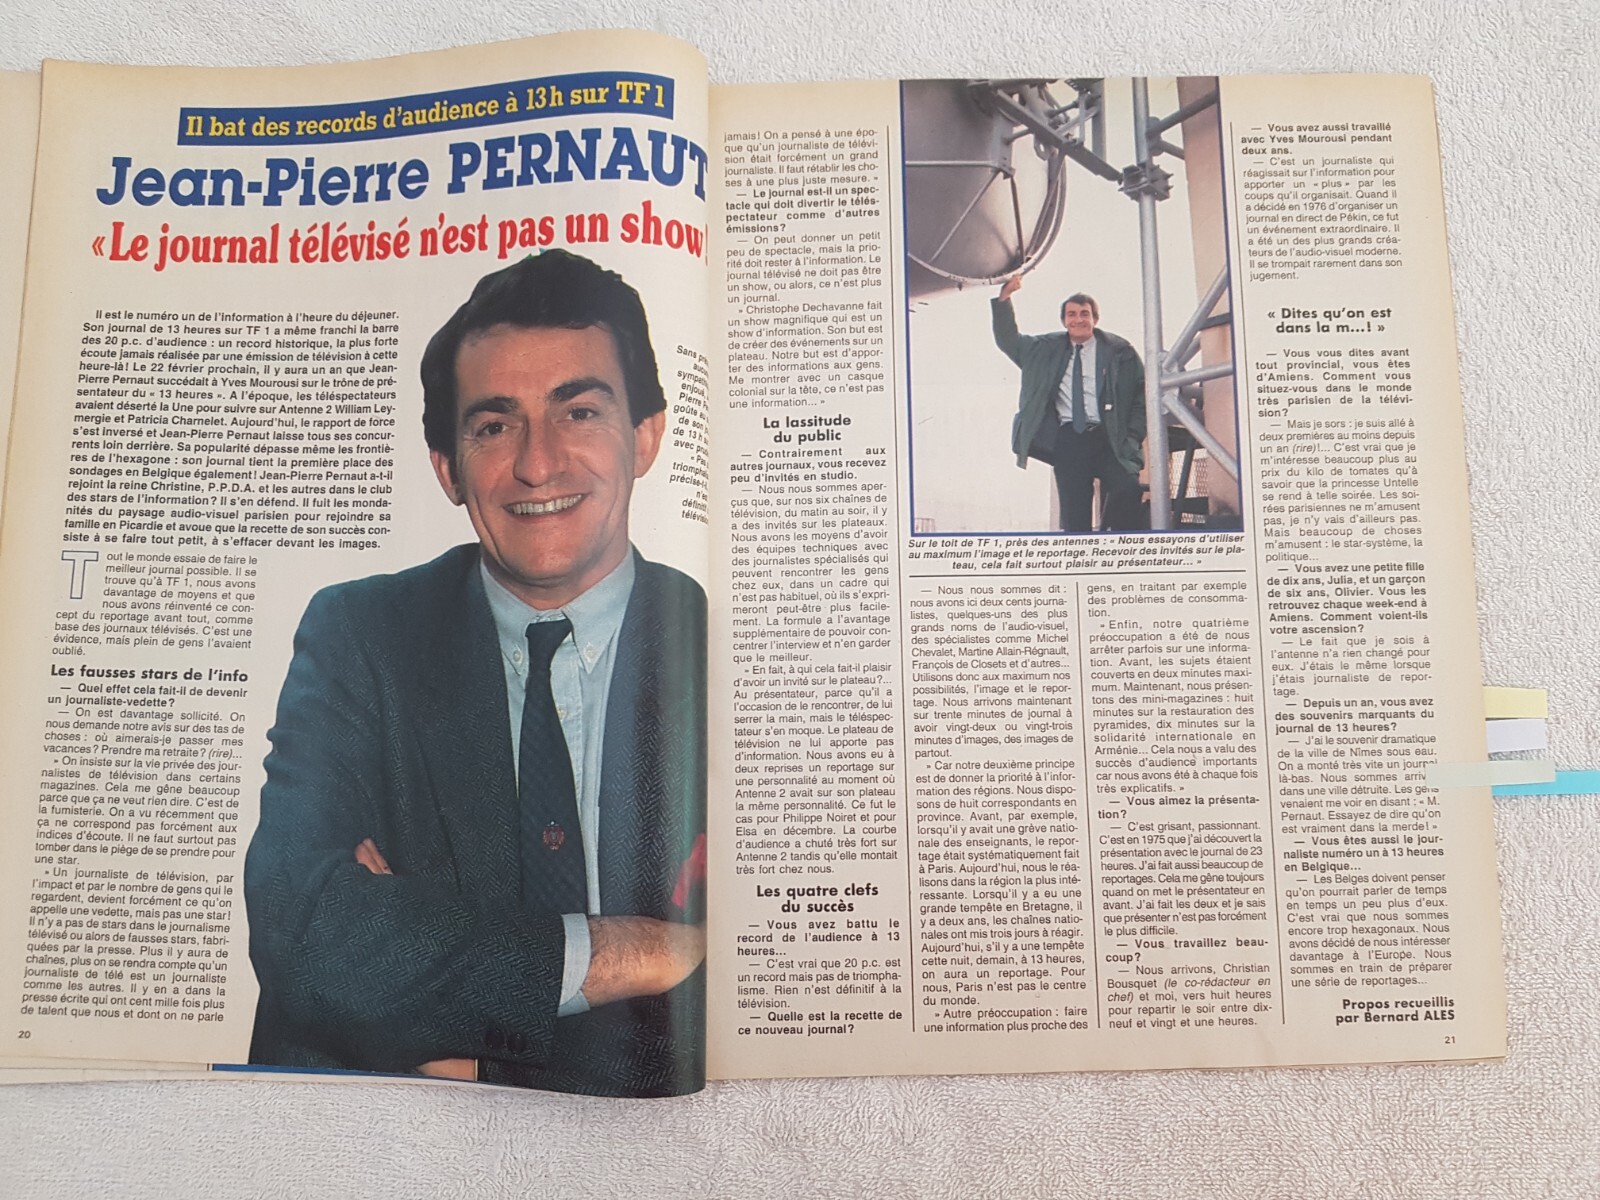 Il bat des records d'audience à 13h sur TF1
Jean-Pierre PERNAUT
« Le journal télévisé n'est pas un show!
Il est le numéro un de l'information à l'heure du déjeuner.
Son journal de 13 heures sur TF 1 a même franchi la barre
des 20 p.c. d'audience : un record historique, la plus forte
écoute jamais réalisée par une émission de télévision à cette
heure-là! Le 22 février prochain, il y aura un an que Jean-
Pierre Pernaut succédait à Yves Mourousi sur le trône de pré-
sentateur du « 13 heures ». A l'époque, les téléspectateurs
avaient déserté la Une pour suivre sur Antenne 2 William Ley-
mergie et Patricia Charnelet. Aujourd'hui, le rapport de force
s'est inversé et Jean-Pierre Pernaut laisse tous ses concur-
rents loin derrière. Sa popularité dépasse même les frontiè-
res de l'hexagone : son journal tient la première place des
sondages en Belgique également! Jean-Pierre Pernaut a-t-il
rejoint la reine Christine, P.P.D.A. et les autres dans le club
des stars de l'information? Il s'en défend. Il fuit les monda-
nités du paysage audio-visuel parisien pour rejoindre sa
famille en Picardie et avoue que la recette de son succès con-
siste à se faire tout petit, à s'effacer devant les images.
Tout le monde essaie de faire le
meilleur journal possible. Il se
trouve qu'à TF 1, nous avons
davantage de moyens et que
nous avons réinventé ce con-
cept du reportage avant tout, comme
base des journaux télévisés. C'est une
évidence, mais plein de gens l'avaient
oublié.
Les fausses stars de l'info
— Quel effet cela fait-il de devenir
un journaliste-vedette?
— On est davantage sollicité. On
nous demande notre avis sur des tas de
choses : où aimerais-je passer mes
vacances? Prendre ma retraite? (rire)...
» On insiste sur la vie privée des jour-
nalistes de télévision dans certains
magazines. Cela me gêne beaucoup
parce que ça ne veut rien dire. C'est de
la fumisterie. On a vu récemment que
ça ne correspond pas forcément aux
indices d'écoute. Il ne faut surtout pas
tomber dans le piège de se prendre pour
une star.
» Un journaliste de télévision, par
l'impact et par le nombre de gens qui le
regardent, devient forcément ce qu'on
appelle une vedette, mais pas une star!
Il n'y a pas de stars dans le journalisme
télévisé ou alors de fausses stars, fabri-
quées par la presse. Plus il y aura de
chaînes, plus on se rendra compte qu'un
journaliste de télé est un journaliste
comme les autres. Il y en a dans la
presse écrite qui ont cent mille fois plus
de talent que nous et dont on ne parle
20
Sans
sympa
enjoué,
Pierre
goûte
de son
de 13 h
avec
« Pas
triompha
précise-t-
n'es
définiti
télévis
jamais! On a pensé à une épo-
que qu'un journaliste de télévi-
sion était forcément un grand
journaliste. Il faut rétablir les cho-
ses à une plus juste mesure. »
— Le journal est-il un spec-
tacle qui doit divertir le télés-
pectateur comme d'autres
émissions?
— On peut donner un petit
peu de spectacle, mais la prio-
rité doit rester à l'information. Le
journal télévisé ne doit pas être
un show, ou alors, ce n'est plus
un journal.
» Christophe Dechavanne fait
un show magnifique qui est un
show d'information. Son but est
de créer des événements sur un
plateau. Notre but est d'appor-
ter des informations aux gens.
Me montrer avec un casque
colonial sur la tête, ce n'est pas
une information... »
La lassitude
du public
— Contrairement aux
autres journaux, vous recevez
peu d'invités en studio.
— Nous nous sommes aper-
çus que, sur nos six chaînes de
télévision, du matin au soir, il y
a des invités sur les plateaux.
Nous avons les moyens d'avoir
des équipes techniques avec
des journalistes spécialisés qui
peuvent rencontrer les gens
chez eux, dans un cadre qui
n'est pas habituel, où ils s'expri-
meront peut-être plus facile-
ment. La formule a l'avantage
supplémentaire de pouvoir con-
centrer l'interview et n'en garder
que le meilleur.
» En fait, à qui cela fait-il plaisir
d'avoir un invité sur le plateau?...
Au présentateur, parce qu'il a
l'occasion de le rencontrer, de lui
serrer la main, mais le téléspec-
tateur s'en moque. Le plateau de
télévision ne lui apporte pas
d'information. Nous avons eu à
deux reprises un reportage sur
une personnalité au moment où
Antenne 2 avait sur son plateau
la même personnalité. Ce fut le
cas pour Philippe Noiret et pour
Elsa en décembre. La courbe
d'audience a chuté très fort sur
Antenne 2 tandis qu'elle montait
très fort chez nous.
Les quatre clefs
du succès
— Vous avez battu le
record de l'audience à 13
heures...
— C'est vrai que 20 p.c. est
un record mais pas de triompha-
lisme. Rien n'est définitif à la
télévision.
— Quelle est la recette de
ce nouveau journal?
Sur le toit de TF 1, près des antennes : « Nous essayons d'utiliser
au maximum l'image et le reportage. Recevoir des invités sur le pla-
teau, cela fait surtout plaisir au présentateur... »
— Nous nous sommes dit :
nous avons ici deux cents journa-
listes, quelques-uns des plus
grands noms de l'audio-visuel,
des spécialistes comme Michel
Chevalet, Martine Allain-Régnault,
François de Closets et d'autres...
Utilisons donc aux maximum nos
possibilités, l'image et le repor-
tage. Nous arrivons maintenant
sur trente minutes de journal à
avoir vingt-deux ou vingt-trois
minutes d'images, des images de
partout.
» Car notre deuxième principe
est de donner la priorité à l'infor-
mation des régions. Nous dispo-
sons de huit correspondants en
province. Avant, par exemple,
lorsqu'il y avait une grève natio-
nale des enseignants, le repor-
tage était systématiquement fait
à Paris. Aujourd'hui, nous le réa-
lisons dans la région la plus inté-
ressante. Lorsqu'il y a eu une
grande tempête en Bretagne, il
y a deux ans, les chaînes natio-
nales ont mis trois jours à réagir.
Aujourd'hui, s'il y a une tempête
cette nuit, demain, à 13 heures,
on aura un reportage. Pour
nous, Paris n'est pas le centre
du monde.
» Autre préoccupation : faire
une information plus proche des
gens, en traitant par exemple
des problèmes de consomma-
tion.
» Enfin, notre quatrième
préoccupation a été de nous
arrêter parfois sur une informa-
tion. Avant, les sujets étaient
couverts en deux minutes maxi-
mum. Maintenant, nous présen-
tons des mini-magazines : huit
minutes sur la restauration des
pyramides, dix minutes sur la
solidarité internationale en
Arménie... Cela nous a valu des
succès d'audience importants
car nous avons été à chaque fois
très explicatifs. »
— Vous aimez la présenta-
tion?
— C'est grisant, passionnant.
C'est en 1975 que j'ai découvert la
présentation avec le journal de 23
heures. J'ai fait aussi beaucoup de
reportages. Cela me gêne toujours
quand on met le présentateur en
avant. J'ai fait les deux et je sais
que présenter n'est pas forcément
le plus difficile.
— Vous travaillez beau-
coup?
— Nous arrivons, Christian
Bousquet (le co-rédacteur en
chef) et moi, vers huit heures
pour repartir le soir entre dix-
neuf et vingt et une heures.
— Vous avez aussi travaillé
avec Yves Mourousi pendant
deux ans.
— C'est un journaliste qui
réagissait sur l'information pour
apporter un « plus » par les
coups qu'il organisait. Quand il
a décidé en 1976 d'organiser un
journal en direct de Pékin, ce fut
un événement extraordinaire. Il
a été un des plus grands créa-
teurs de l'audio-visuel moderne.
Il se trompait rarement dans son
jugement.
« Dites qu'on est
dans la m...! »
— Vous vous dites avant
tout provincial, vous êtes
d'Amiens. Comment vous
situez-vous dans le monde
très parisien de la télévi-
sion?
— Mais je sors : je suis allé à
deux premières au moins depuis
un an (rire)!... C'est vrai que je
m'intéresse beaucoup plus au
prix du kilo de tomates qu'à
savoir que la princesse Untelle
se rend à telle soirée. Les soi-
rées parisiennes ne m'amusent
pas, je n'y vais d'ailleurs pas.
Mais beaucoup de choses
m'amusent : le star-système, la
politique...
— Vous avez une petite fille
de dix ans, Julia, et un garçon
de six ans, Olivier. Vous les
retrouvez chaque week-end à
Amiens. Comment voient-ils
votre ascension?
— Le fait que je sois à
l'antenne n'a rien changé pour
eux. J'étais le même lorsque
j'étais journaliste de repor-
tage.
— Depuis un an, vous avez
des souvenirs marquants du
journal de 13 heures?
— J'ai le souvenir dramatique
de la ville de Nîmes sous eau.
On a monté très vite un journal
là-bas. Nous sommes arriv
dans une ville détruite. Les gens
venaient me voir en disant : « M.
Pernaut. Essayez de dire qu'on
est vraiment dans la merde! »
— Vous êtes aussi le jour-
naliste numéro un à 13 heures
en Belgique...
— Les Belges doivent penser
qu'on pourrait parler de temps
en temps un peu plus d'eux.
C'est vrai que nous sommes
encore trop hexagonaux. Nous
avons décidé de nous intéresser
davantage à l'Europe. Nous
sommes en train de préparer
une série de reportages...
Propos recueillis
par Bernard ALES
21